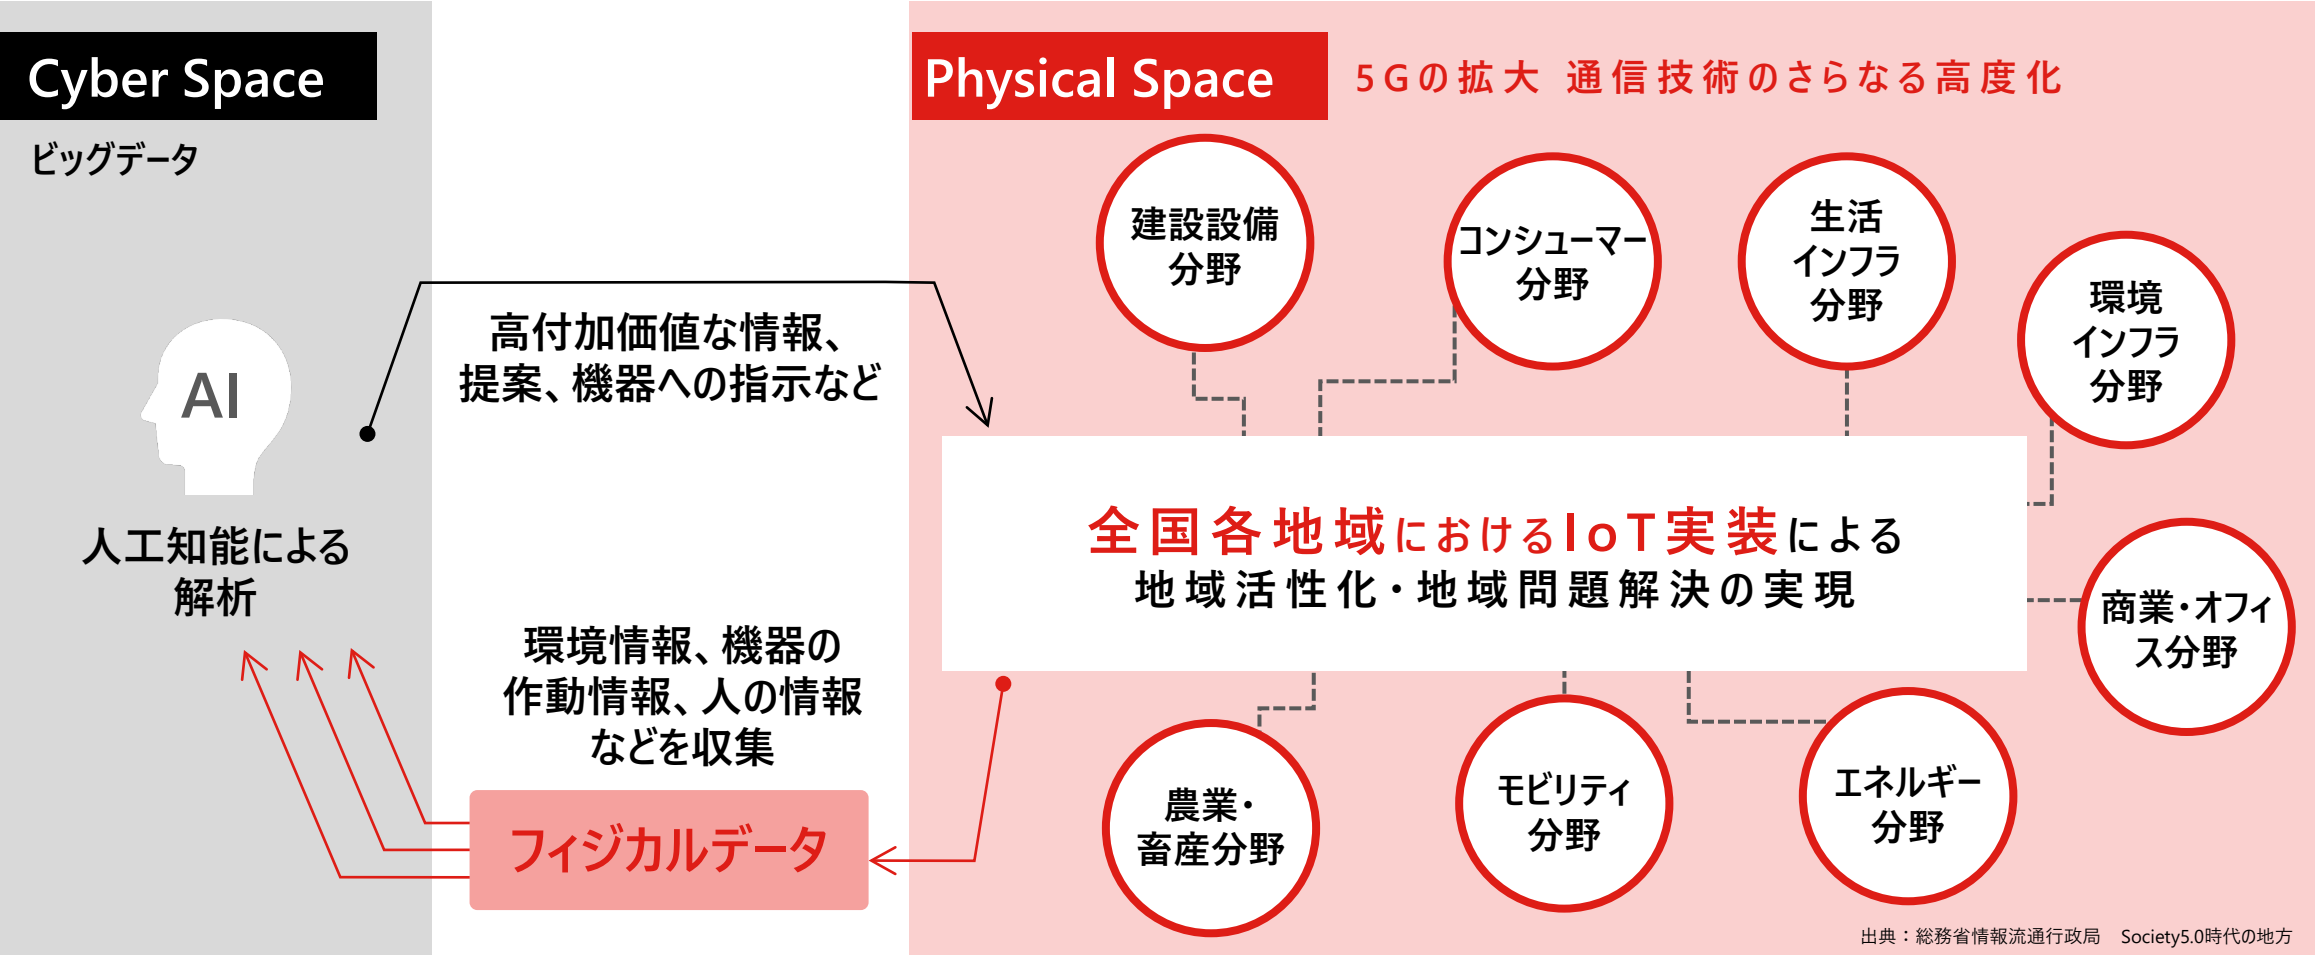 Cyber Space
ビッグデータ
AI
人工知能による
解析
高付加価値な情報、
提案、機器への指示など
環境情報、機器の
作動情報、人の情報
などを収集
フィジカルデータ
Physical Space
5Gの拡大 通信技術のさらなる高度化
建設設備
分野
コンシューマー
分野
生活
インフラ
分野
環境
インフラ
分野
全国各地域におけるIoT実装による
地域活性化・地域問題解決の実現
商業・オフィ
ス分野
農業・
畜産分野
モビリティ
分野
エネルギー
分野
出典：総務省情報流通行政局　Society5.0時代の地方